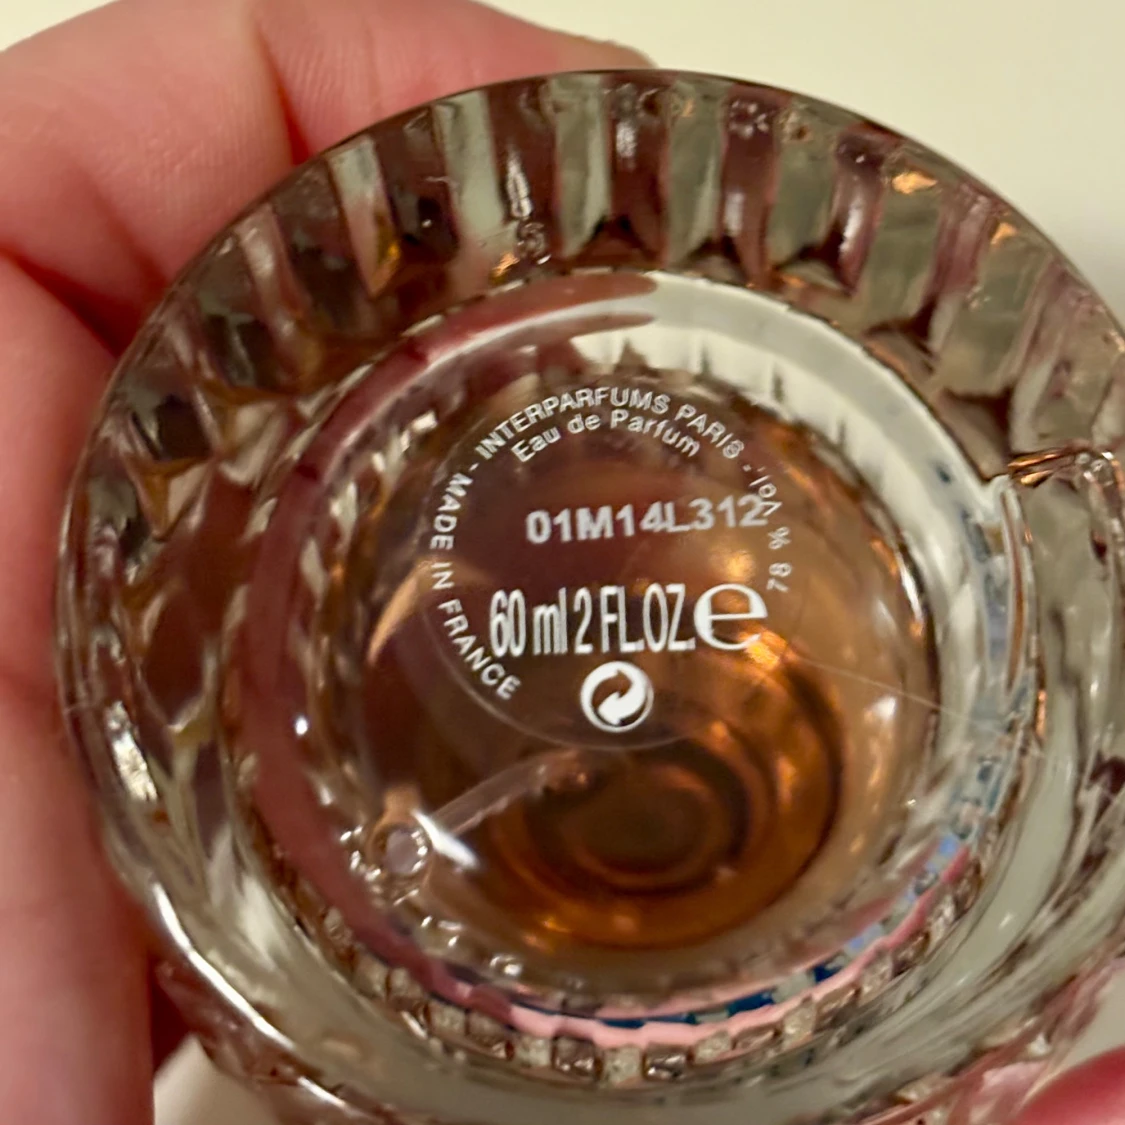 MADE IN FRANCE - INTERPARFUMS PARIS - 78 % Vol.
Eau de Parfum
01M14L312
60 ml 2 FL.OZ. e